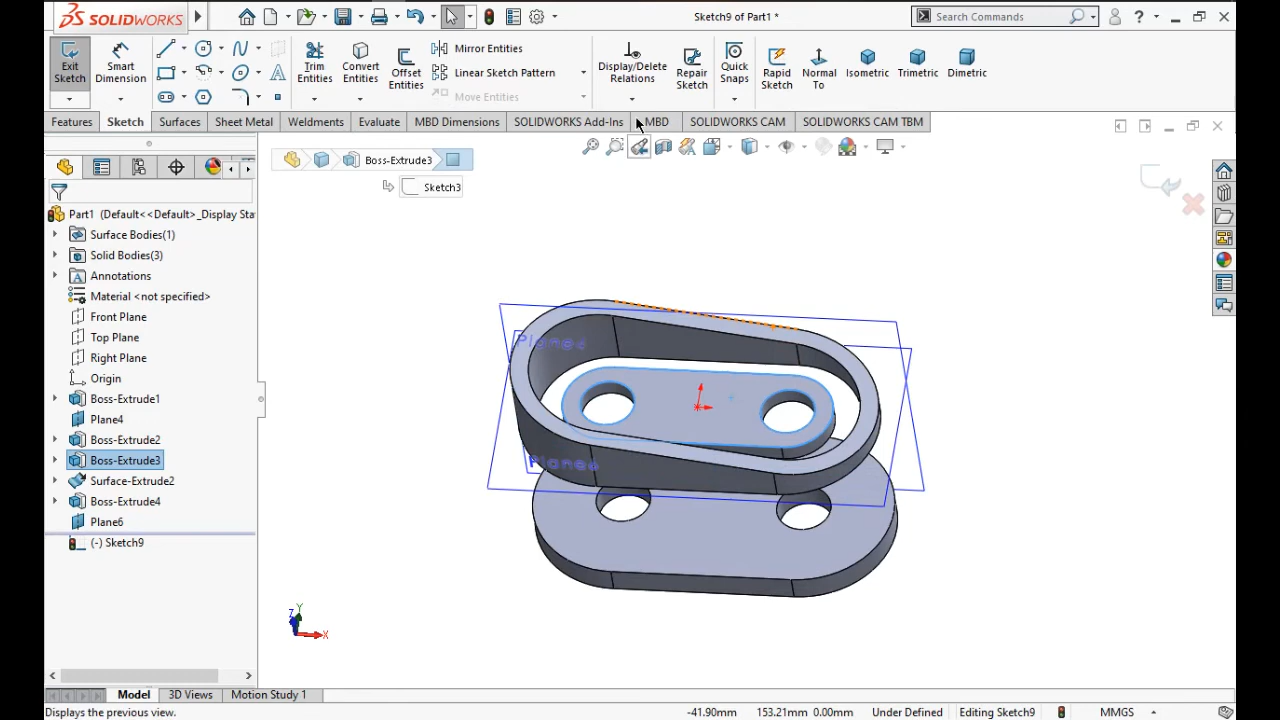 SOLIDWORKS
Sketch9 of Part1 *
Search Commands
?
Exit Sketch
Smart Dimension
Trim Entities
Convert Entities
Offset Entities
Mirror Entities
Linear Sketch Pattern
Move Entities
Display/Delete Relations
Repair Sketch
Quick Snaps
Rapid Sketch
Normal To
Isometric
Trimetric
Dimetric
Features
Sketch
Surfaces
Sheet Metal
Weldments
Evaluate
MBD Dimensions
SOLIDWORKS Add-Ins
MBD
SOLIDWORKS CAM
SOLIDWORKS CAM TBM
Boss-Extrude3
Sketch3
Part1 (Default<<Default>_Display Sta
Surface Bodies(1)
Solid Bodies(3)
Annotations
Material <not specified>
Front Plane
Top Plane
Right Plane
Origin
Boss-Extrude1
Plane4
Boss-Extrude2
Boss-Extrude3
Surface-Extrude2
Boss-Extrude4
Plane6
(-) Sketch9
Plane6
Z
Y
X
Model
3D Views
Motion Study 1
Displays the previous view.
-41.90mm
153.21mm 0.00mm
Under Defined
Editing Sketch9
MMGS